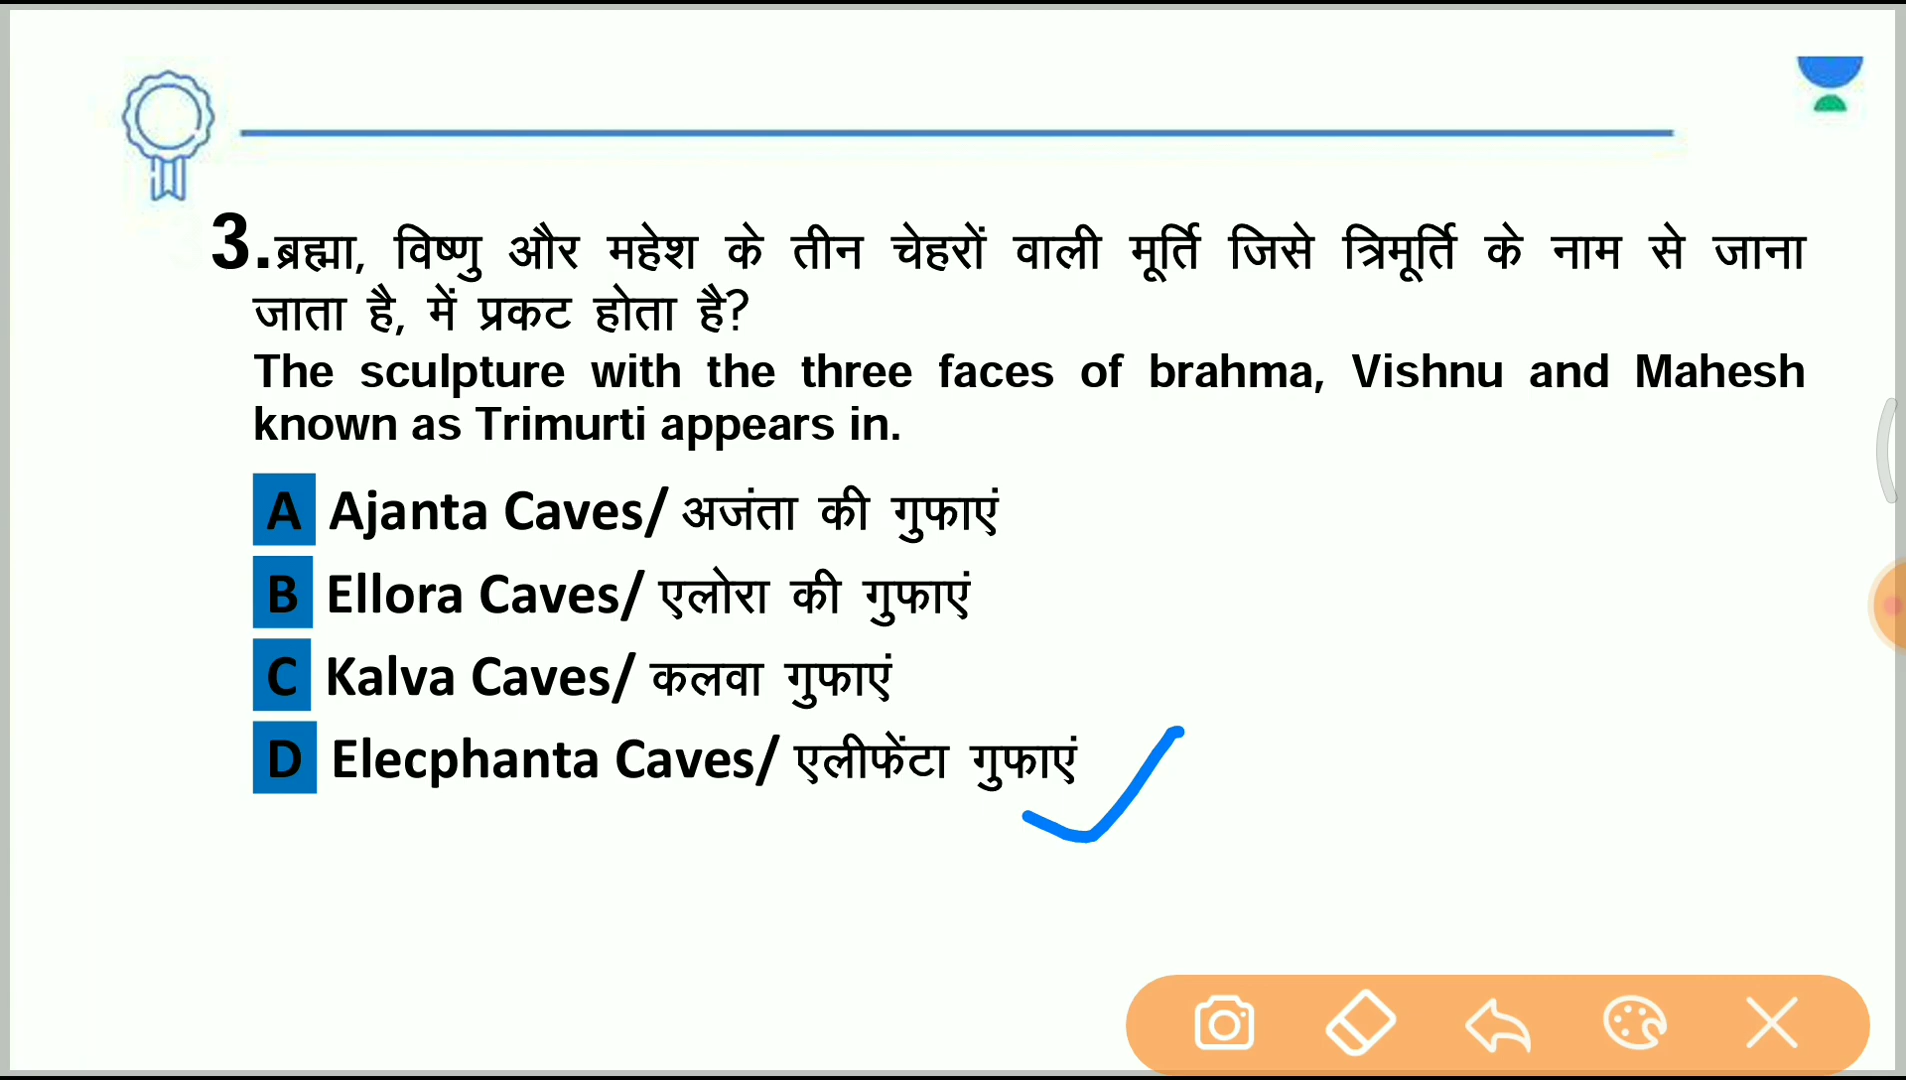 3.ब्रह्मा, विष्णु और महेश के तीन चेहरों वाली मूर्ति जिसे त्रिमूर्ति के नाम से जाना
जाता है, में प्रकट होता है?
The sculpture with the three faces of brahma, Vishnu and Mahesh
known as Trimurti appears in.
A Ajanta Caves/ अजंता की गुफाएं
B Ellora Caves/ एलोरा की गुफाएं
C Kalva Caves/ कलवा गुफाएं
D Elecphanta Caves/ एलीफेंटा गुफाएं